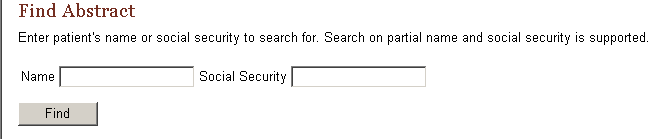 Find Abstract
Enter patient's name or social security to search for. Search on partial name and social security is supported.
Name Social Security
Find